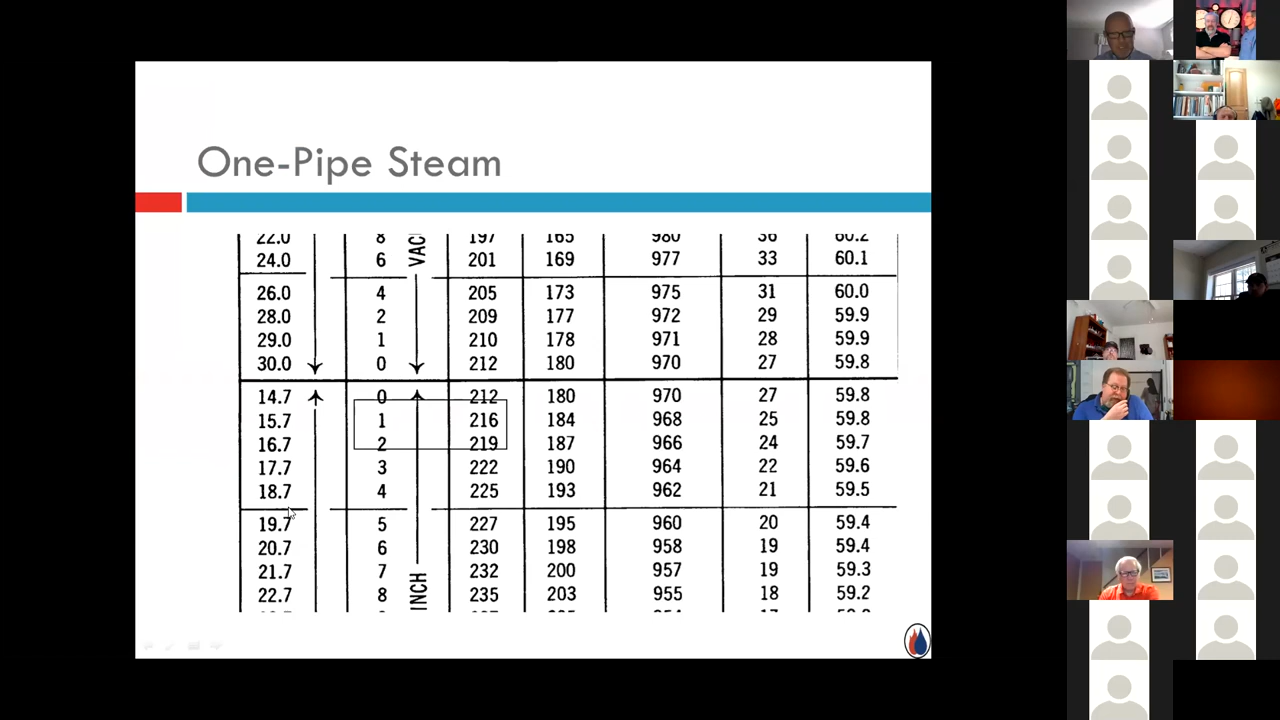 One-Pipe Steam
22.0 8 VAC 197 165 980 36 60.2
24.0 6 201 169 977 33 60.1
26.0 4 205 173 975 31 60.0
28.0 2 209 177 972 29 59.9
29.0 1 210 178 971 28 59.9
30.0 0 212 180 970 27 59.8
14.7 0 212 180 970 27 59.8
15.7 1 216 184 968 25 59.8
16.7 2 219 187 966 24 59.7
17.7 3 222 190 964 22 59.6
18.7 4 225 193 962 21 59.5
19.7 5 227 195 960 20 59.4
20.7 6 230 198 958 19 59.4
21.7 7 232 200 957 19 59.3
22.7 8 INCH 235 203 955 18 59.2